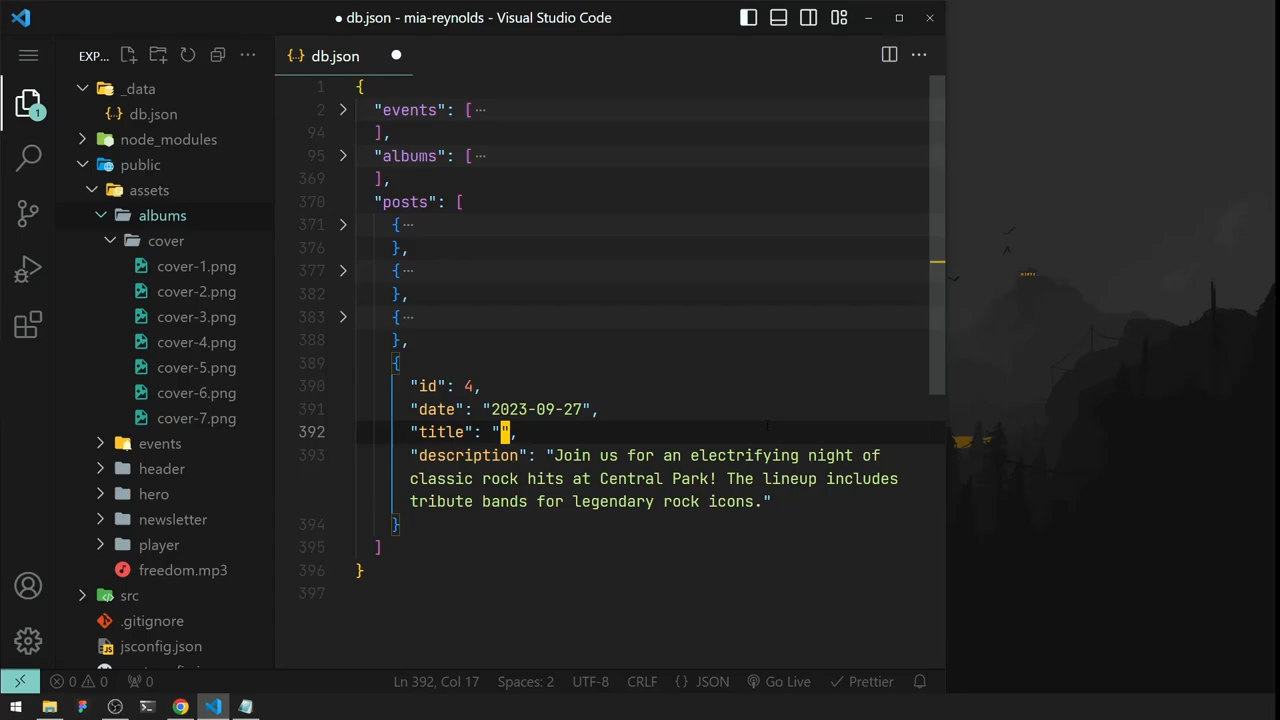 ● db.json - mia-reynolds - Visual Studio Code
EXP...
db.json
_data
db.json
node_modules
public
assets
albums
cover
cover-1.png
cover-2.png
cover-3.png
cover-4.png
cover-5.png
cover-6.png
cover-7.png
events
header
hero
newsletter
player
freedom.mp3
src
.gitignore
jsconfig.json
1 {
2 "events": [ ···
94 ],
95 "albums": [ ···
369 ],
370 "posts": [
371 { ···
376 },
377 { ···
382 },
383 { ···
388 },
389 {
390 "id": 4,
391 "date": "2023-09-27",
392 "title": "",
393 "description": "Join us for an electrifying night of
classic rock hits at Central Park! The lineup includes
tribute bands for legendary rock icons."
394 }
395 ]
396 }
397
1
0 0 0 Ln 392, Col 17 Spaces: 2 UTF-8 CRLF {} JSON Go Live Prettier